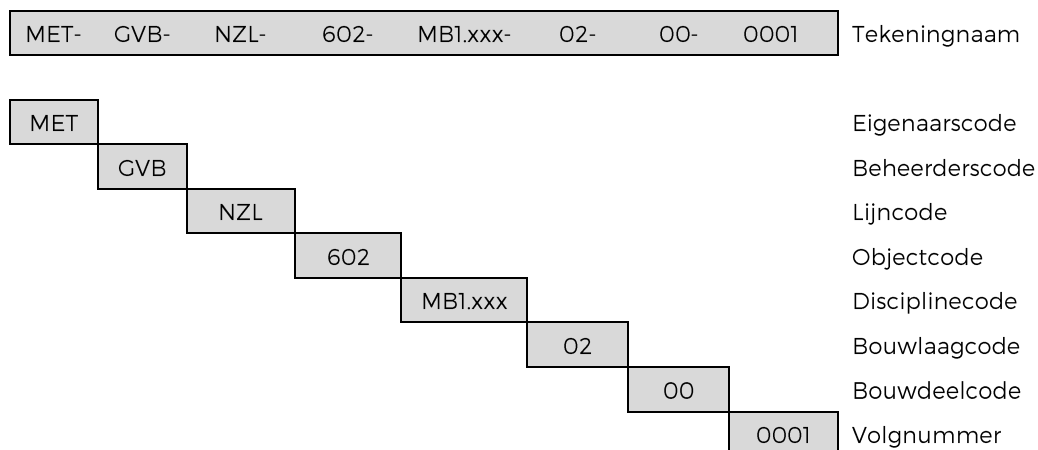 MET- GVB- NZL- 602- MB1.xxx- 02- 00- 0001 Tekeningnaam
MET Eigenaarscode
GVB Beheerderscode
NZL Lijncode
602 Objectcode
MB1.xxx Disciplinecode
02 Bouwlaagcode
00 Bouwdeelcode
0001 Volgnummer